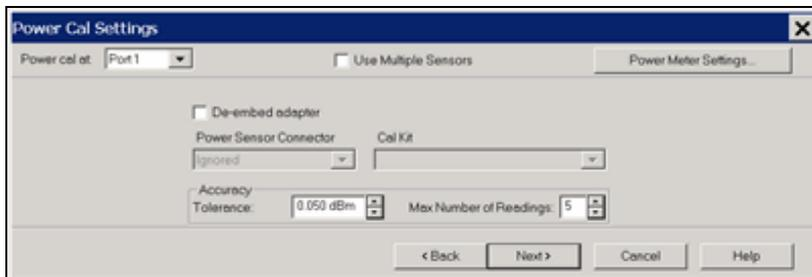 Power Cal Settings
Power cal at: Port 1 Use Multiple Sensors Power Meter Settings...
De-embed adapter
Power Sensor Connector Cal Kit
Ignored
Accuracy
Tolerance: 0.050 dBm Max Number of Readings: 5
< Back Next > Cancel Help